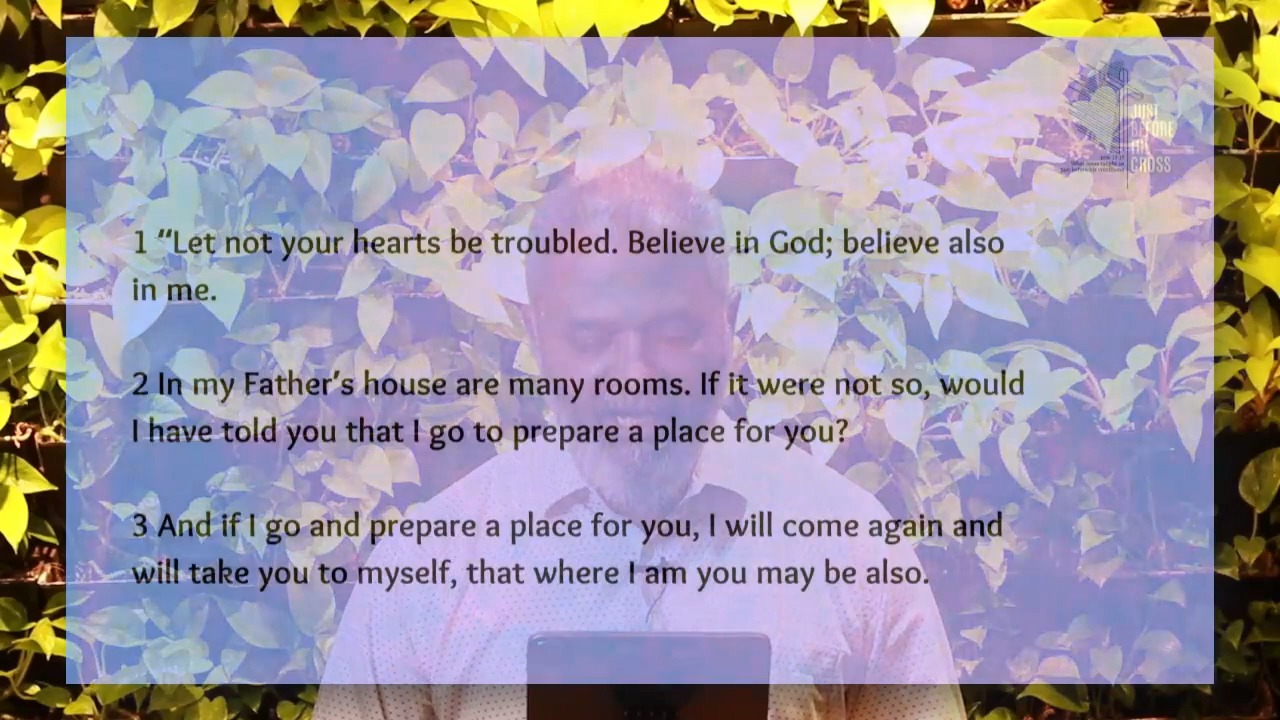 JUST
BEFORE
THE
CROSS
1 “Let not your hearts be troubled. Believe in God; believe also
in me.
2 In my Father’s house are many rooms. If it were not so, would
I have told you that I go to prepare a place for you?
3 And if I go and prepare a place for you, I will come again and
will take you to myself, that where I am you may be also.